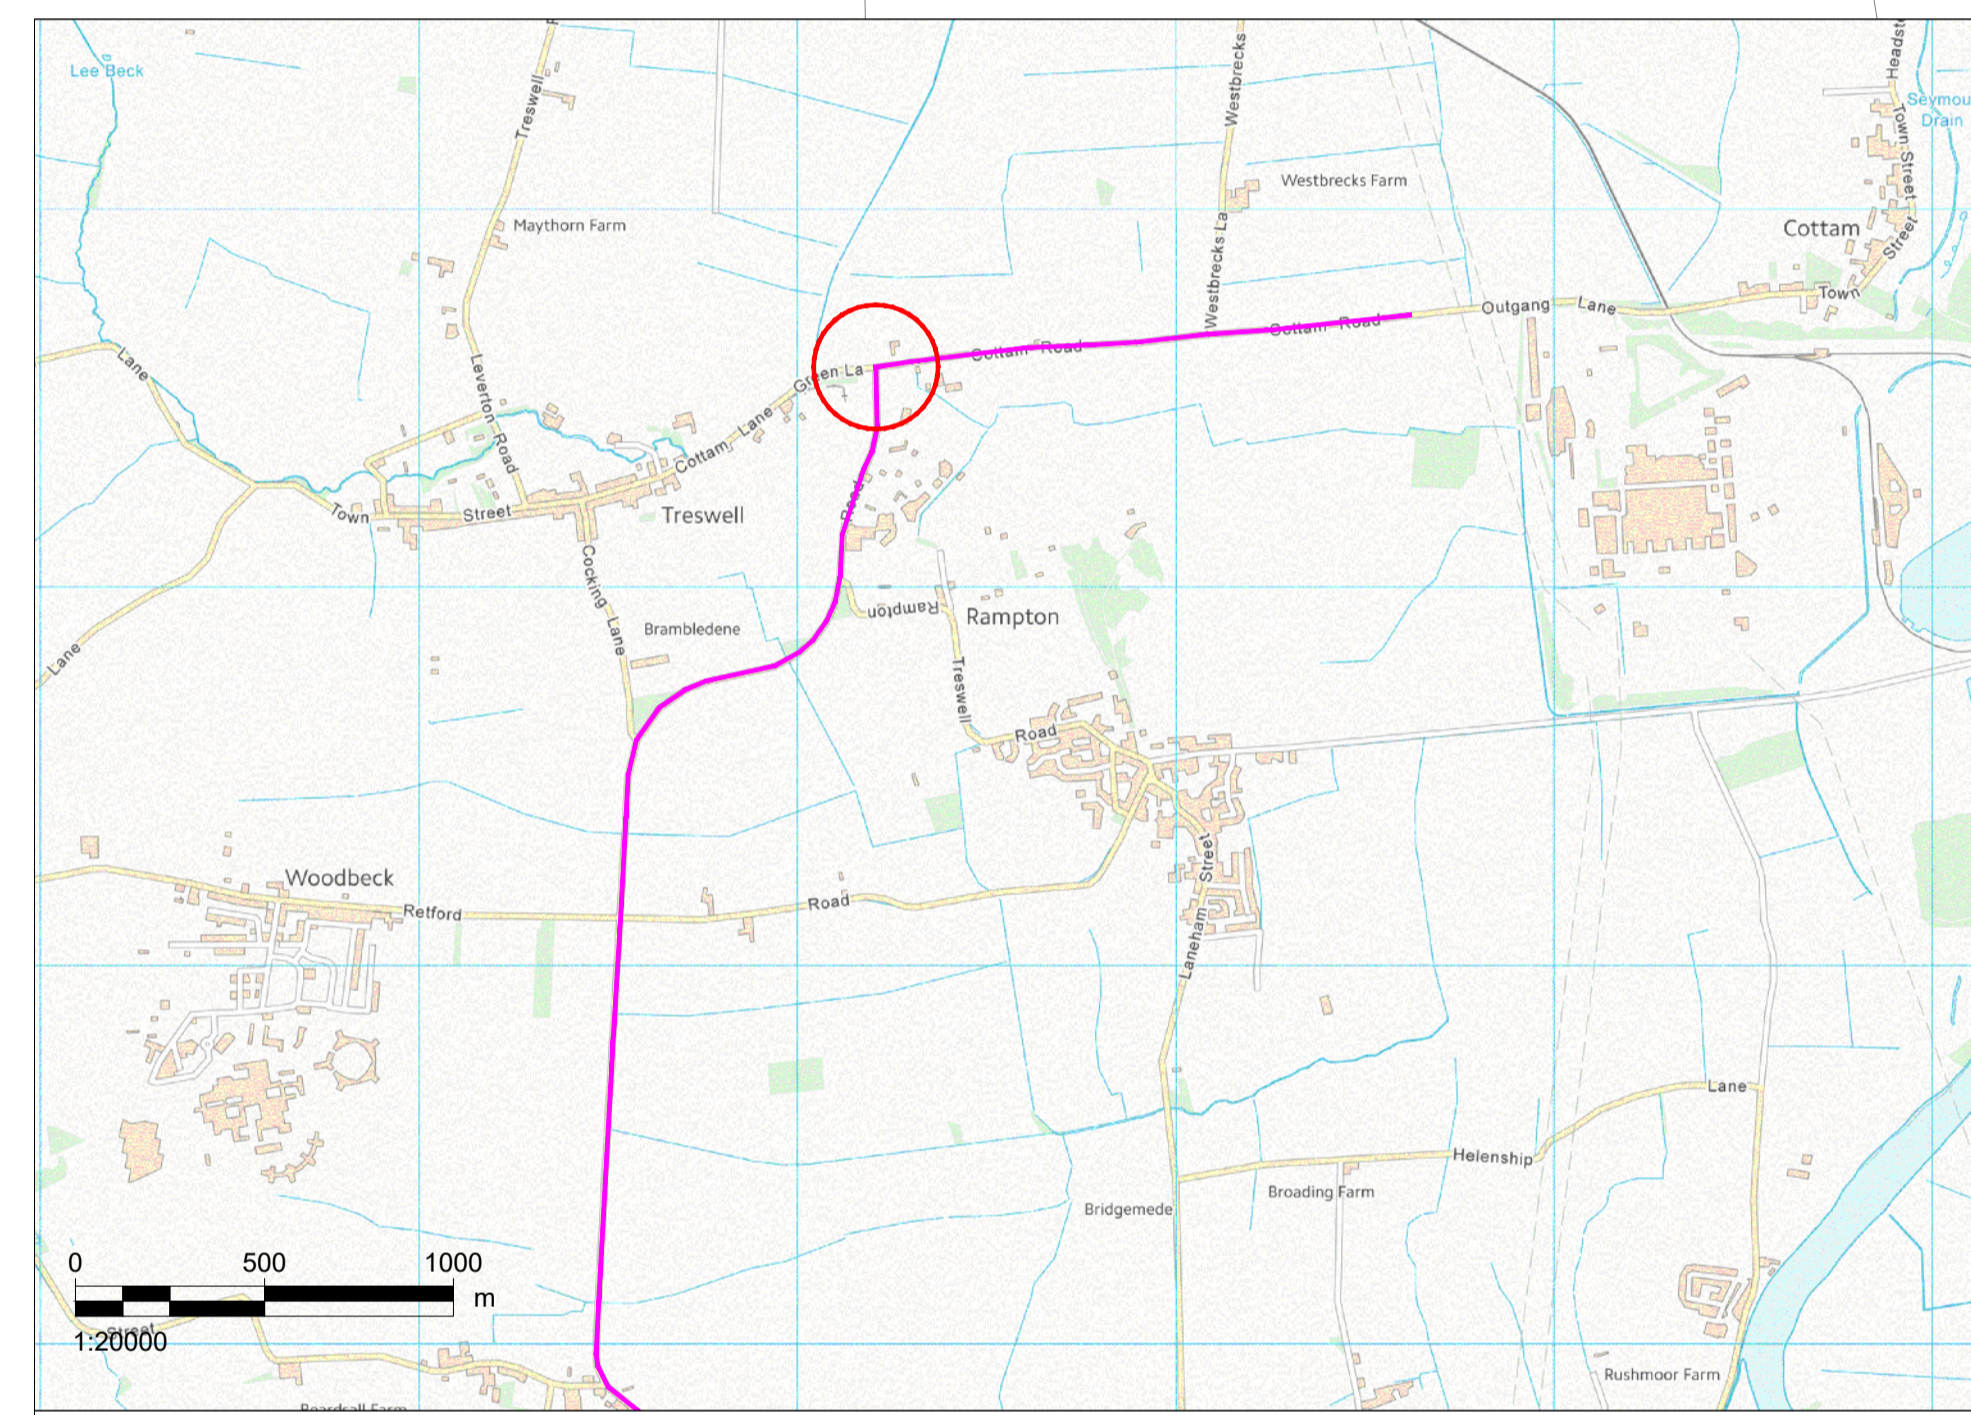 Lee Beck
Treswell
Westbrecks
Headst
Seymou
Drain
Town Street
Westbrecks Farm
Maythorn Farm
Westbrecks La
Cottam
Street
Town
Outgang Lane
Cottam Road
Cottam Road
Green La
Lane
Leverton Road
Cottam Lane
Road
Town Street
Treswell
Cocking Lane
Rampton
Rampton
Brambledene
Lane
Treswell
Road
Street
Woodbeck
Retford
Road
Laneham
Lane
Helenship
Broading Farm
Bridgemede
0 500 1000
m
Street
1:20000
Rushmoor Farm
Beardsall Farm